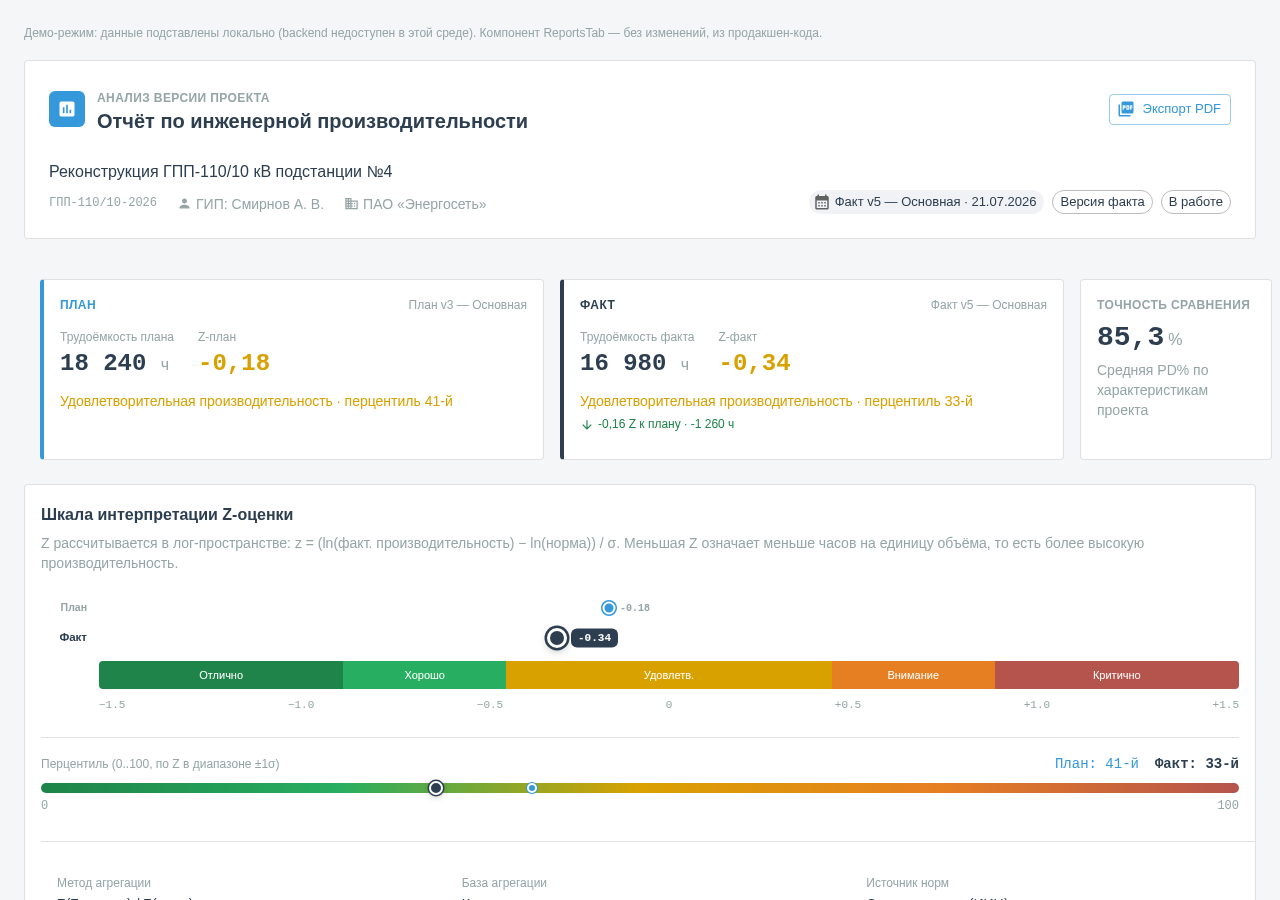 Демо-режим: данные подставлены локально (backend недоступен в этой среде). Компонент ReportsTab — без изменений, из продакшен-кода.
АНАЛИЗ ВЕРСИИ ПРОЕКТА
Отчёт по инженерной производительности
Экспорт PDF
Реконструкция ГПП-110/10 кВ подстанции №4
ГПП-110/10-2026 ГИП: Смирнов А. В. ПАО «Энергосеть»
Факт v5 — Основная · 21.07.2026 Версия факта В работе
ПЛАН План v3 — Основная
Трудоёмкость плана Z-план
18 240 ч -0,18
Удовлетворительная производительность · перцентиль 41-й
ФАКТ Факт v5 — Основная
Трудоёмкость факта Z-факт
16 980 ч -0,34
Удовлетворительная производительность · перцентиль 33-й
-0,16 Z к плану · -1 260 ч
ТОЧНОСТЬ СРАВНЕНИЯ
85,3 %
Средняя PD% по
характеристикам
проекта
Шкала интерпретации Z-оценки
Z рассчитывается в лог-пространстве: z = (ln(факт. производительность) − ln(норма)) / σ. Меньшая Z означает меньше часов на единицу объёма, то есть более высокую
производительность.
План -0.18
Факт -0.34
Отлично Хорошо Удовлетв. Внимание Критично
−1.5 −1.0 −0.5 0 +0.5 +1.0 +1.5
Перцентиль (0..100, по Z в диапазоне ±1σ) План: 41-й Факт: 33-й
0 100
Метод агрегации База агрегации Источник норм